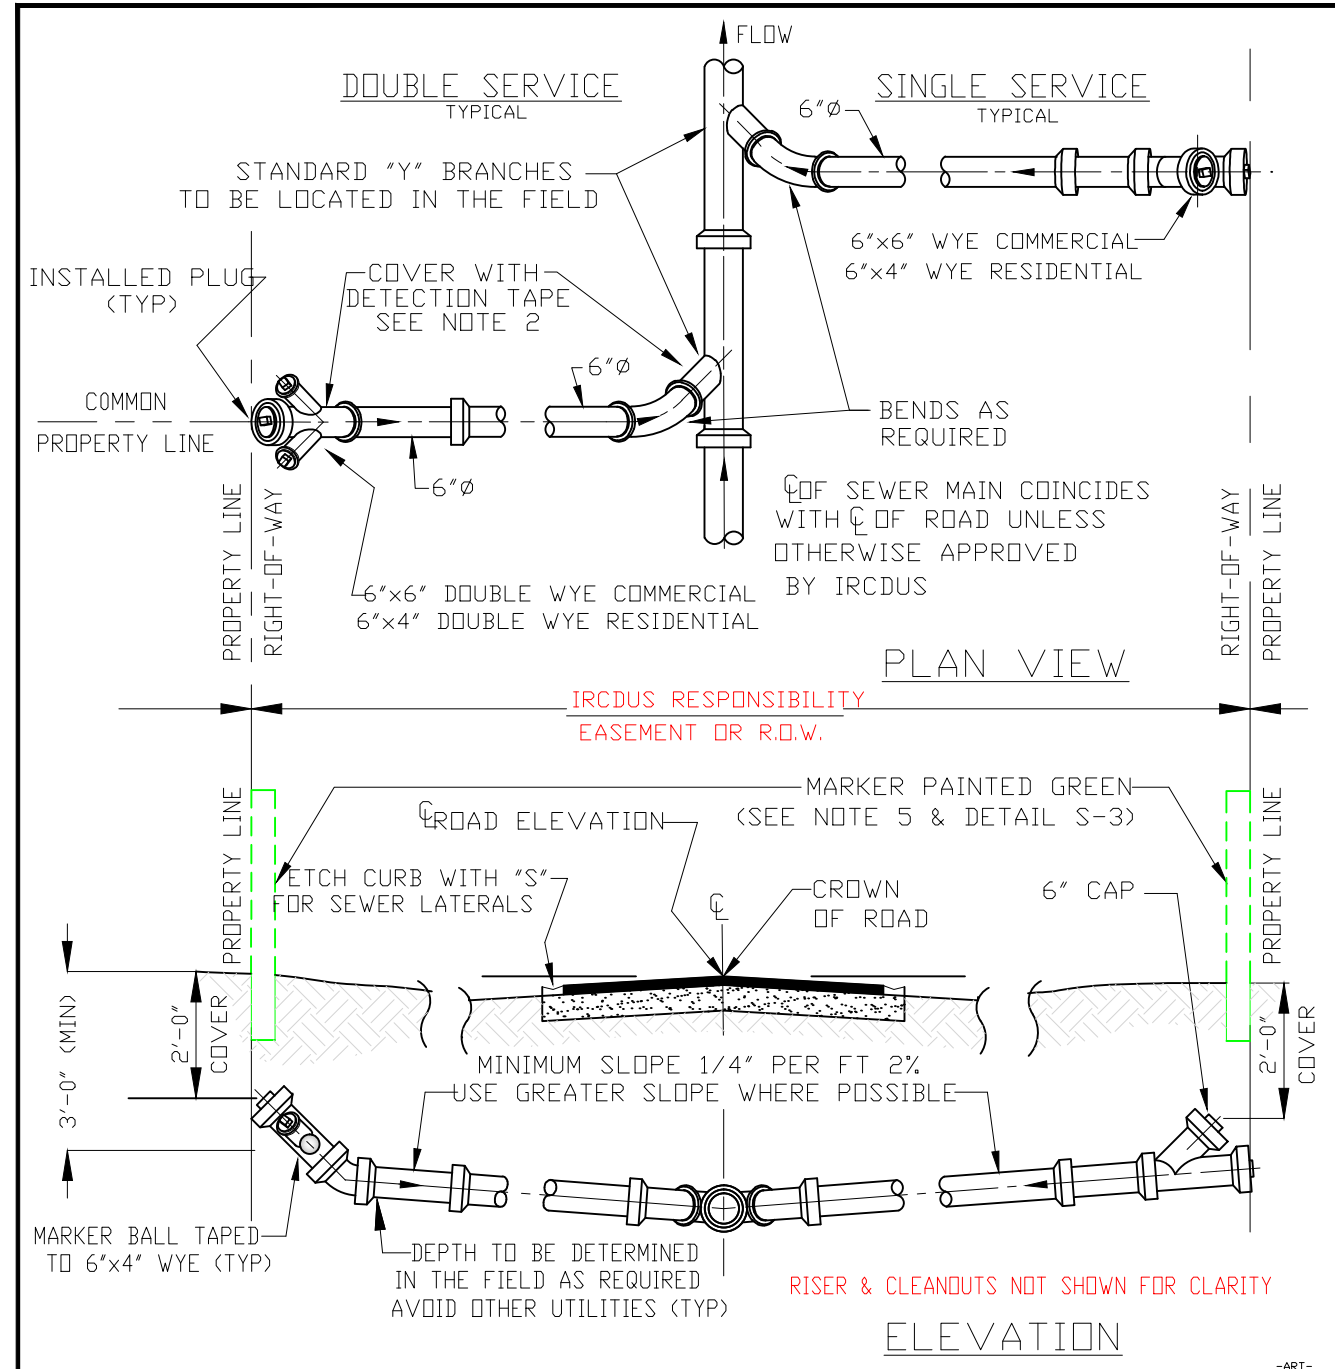 FLOW
DOUBLE SERVICE
TYPICAL
SINGLE SERVICE
TYPICAL
6"Ø
STANDARD "Y" BRANCHES
TO BE LOCATED IN THE FIELD
6"x6" WYE COMMERCIAL
6"x4" WYE RESIDENTIAL
INSTALLED PLUG
(TYP)
COVER WITH
DETECTION TAPE
SEE NOTE 2
6"Ø
COMMON
PROPERTY LINE
BENDS AS
REQUIRED
6"Ø
℄ OF SEWER MAIN COINCIDES
WITH ℄ OF ROAD UNLESS
OTHERWISE APPROVED
BY IRCDUS
6"x6" DOUBLE WYE COMMERCIAL
6"x4" DOUBLE WYE RESIDENTIAL
PROPERTY LINE
RIGHT-OF-WAY
RIGHT-OF-WAY
PROPERTY LINE
PLAN VIEW
IRCDUS RESPONSIBILITY
EASEMENT OR R.O.W.
MARKER PAINTED GREEN
(SEE NOTE 5 & DETAIL S-3)
℄ ROAD ELEVATION
PROPERTY LINE
PROPERTY LINE
ETCH CURB WITH "S"
FOR SEWER LATERALS
℄
CROWN
OF ROAD
6" CAP
3'-0" (MIN)
2'-0"
COVER
2'-0"
COVER
MINIMUM SLOPE 1/4" PER FT 2%
USE GREATER SLOPE WHERE POSSIBLE
MARKER BALL TAPED
TO 6"x4" WYE (TYP)
DEPTH TO BE DETERMINED
IN THE FIELD AS REQUIRED
AVOID OTHER UTILITIES (TYP)
RISER & CLEANOUTS NOT SHOWN FOR CLARITY
ELEVATION
-ART-